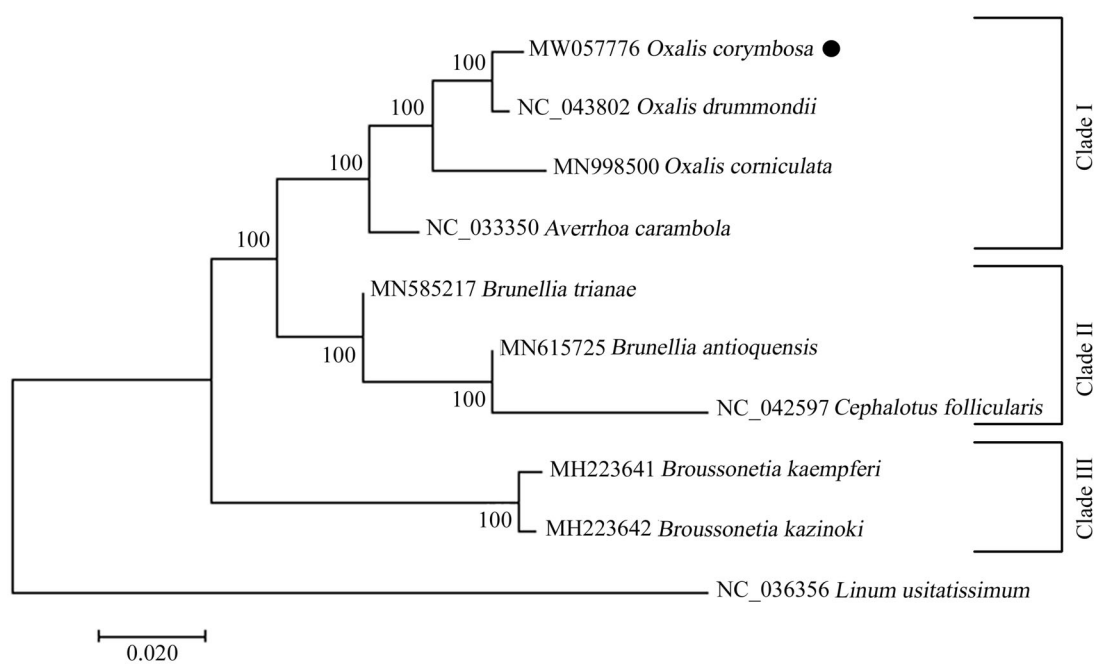 MW057776 Oxalis corymbosa
100
NC_043802 Oxalis drummondii
100
MN998500 Oxalis corniculata
100
NC_033350 Averrhoa carambola
100
Clade I
MN585217 Brunellia trianae
100
MN615725 Brunellia antioquensis
100
NC_042597 Cephalotus follicularis
Clade II
MH223641 Broussonetia kaempferi
100
MH223642 Broussonetia kazinoki
Clade III
NC_036356 Linum usitatissimum
0.020